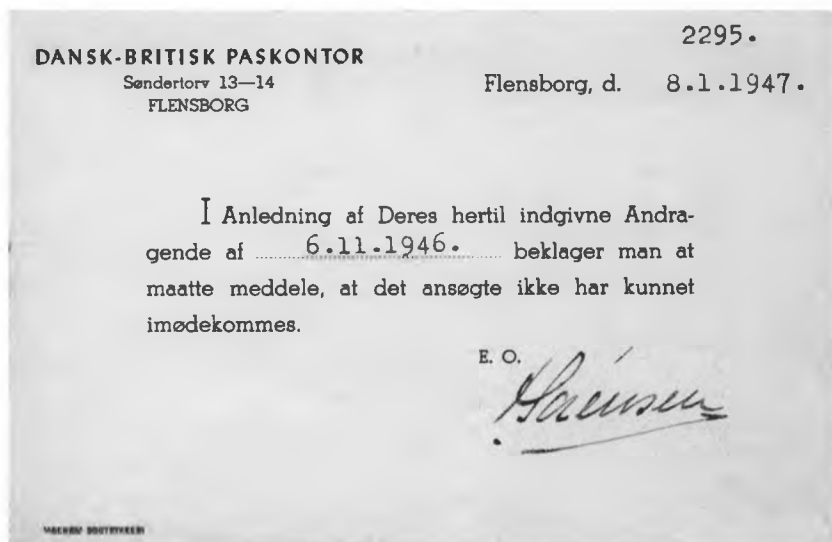 2295.
DANSK-BRITISK PASKONTOR
Søndertorv 13—14
FLENSBORG
Flensborg, d. 8.1.1947.
I Anledning af Deres hertil indgivne Andra-
gende af 6.11.1946. beklager man at
maatte meddele, at det ansøgte ikke har kunnet
imødekommes.
E. O.
Sørensen